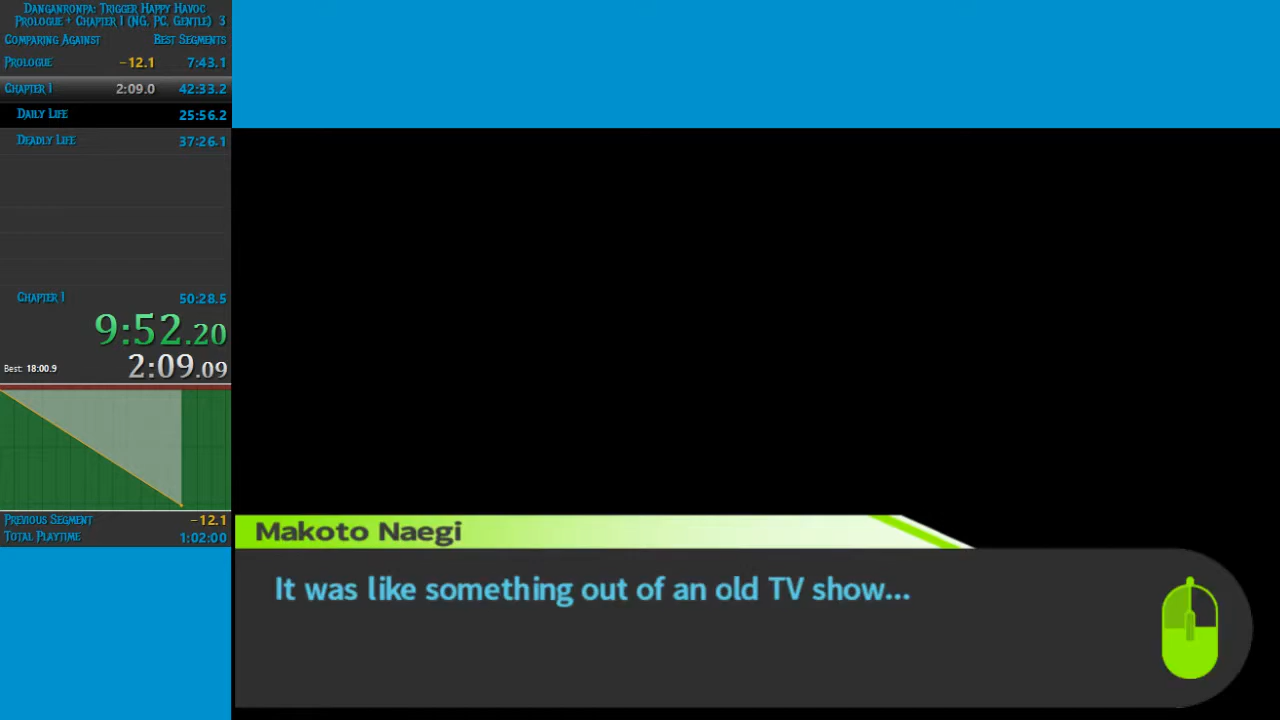 Danganronpa: Trigger Happy Havoc
Prologue + Chapter 1 (NG, PC, Gentle) 3
Comparing Against Best Segments
Prologue -12.1 7:43.1
Chapter 1 2:09.0 42:33.2
Daily Life 25:56.2
Deadly Life 37:26.1
Chapter 1 50:28.5
9:52.20
Best: 18:00.9 2:09.09
Previous Segment -12.1
Total Playtime 1:02:00
Makoto Naegi
It was like something out of an old TV show...